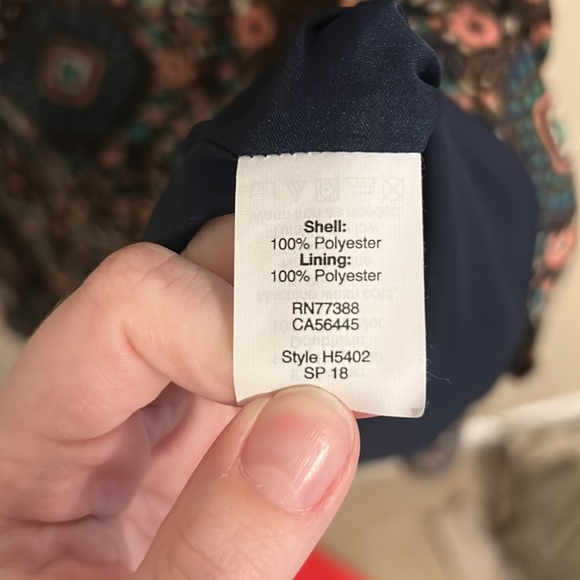 Shell:
100% Polyester
Lining:
100% Polyester
RN77388
CA56445
Style H5402
SP 18